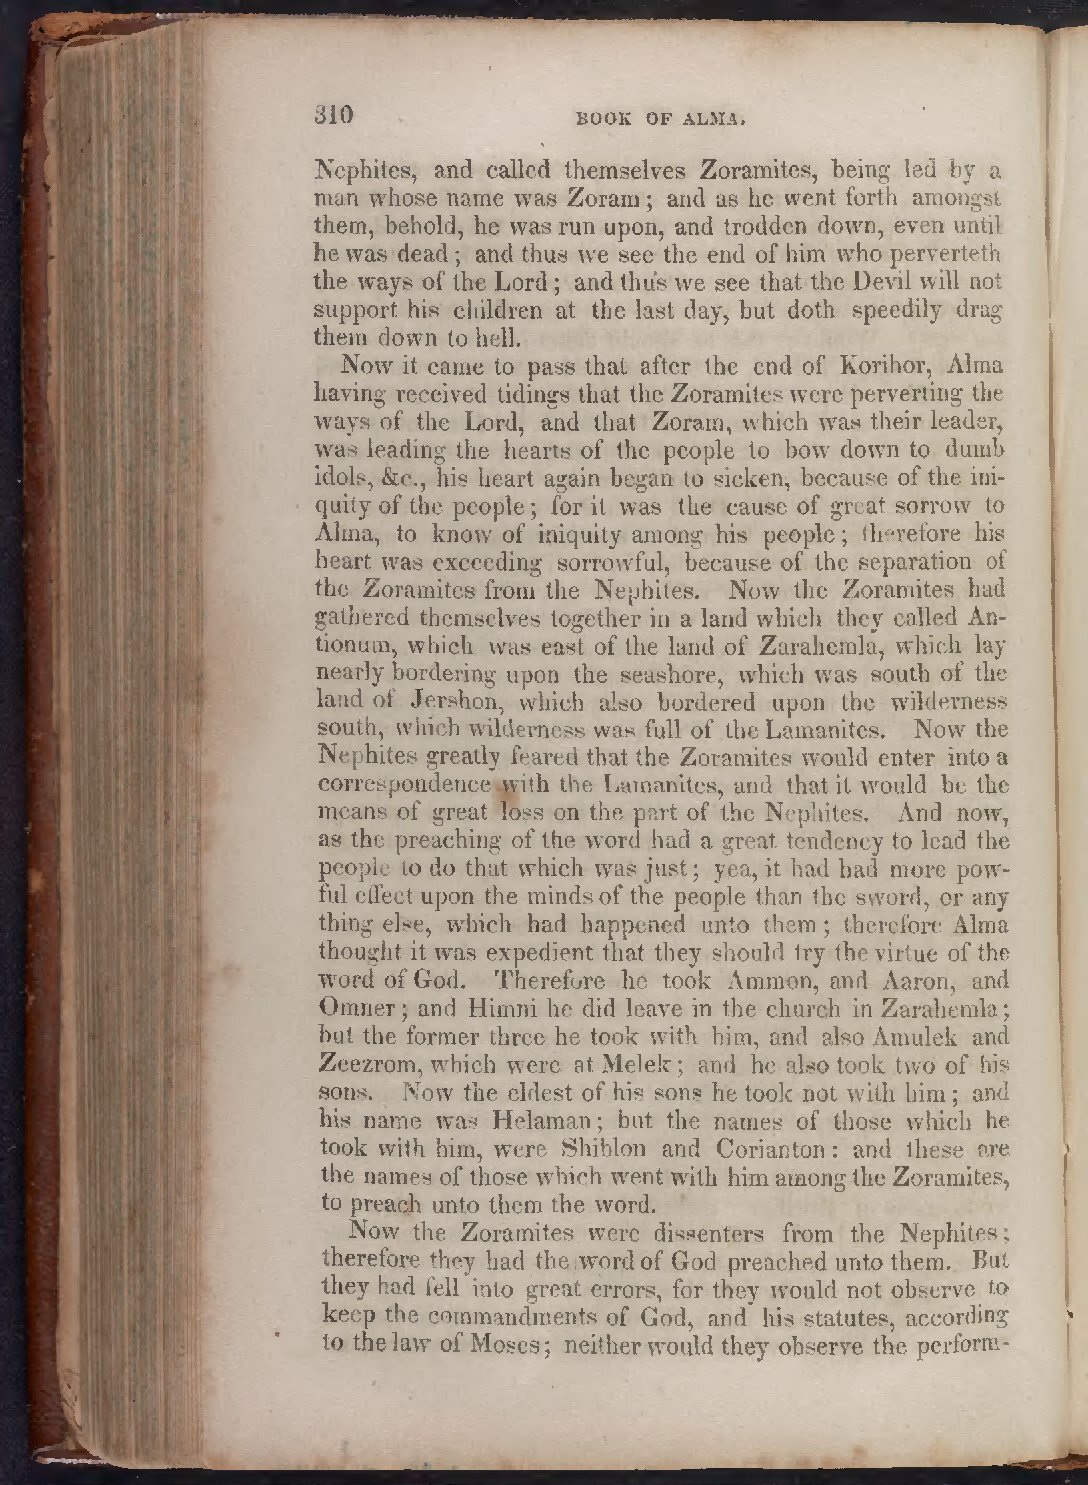 310 BOOK OF ALMA.
Nephites, and called themselves Zoramites, being led by a
man whose name was Zoram; and as he went forth amongst
them, behold, he was run upon, and trodden down, even until
he was dead; and thus we see the end of him who perverteth
the ways of the Lord; and thus we see that the Devil will not
support his children at the last day, but doth speedily drag
them down to hell.
Now it came to pass that after the end of Korihor, Alma
having received tidings that the Zoramites were perverting the
ways of the Lord, and that Zoram, which was their leader,
was leading the hearts of the people to bow down to dumb
idols, &c., his heart again began to sicken, because of the ini-
quity of the people; for it was the cause of great sorrow to
Alma, to know of iniquity among his people; therefore his
heart was exceeding sorrowful, because of the separation of
the Zoramites from the Nephites. Now the Zoramites had
gathered themselves together in a land which they called An-
tionum, which was east of the land of Zarahemla, which lay
nearly bordering upon the seashore, which was south of the
land of Jershon, which also bordered upon the wilderness
south, which wilderness was full of the Lamanites. Now the
Nephites greatly feared that the Zoramites would enter into a
correspondence with the Lamanites, and that it would be the
means of great loss on the part of the Nephites. And now,
as the preaching of the word had a great tendency to lead the
people to do that which was just; yea, it had had more pow-
ful effect upon the minds of the people than the sword, or any
thing else, which had happened unto them; therefore Alma
thought it was expedient that they should try the virtue of the
word of God. Therefore he took Ammon, and Aaron, and
Omner; and Himni he did leave in the church in Zarahemla;
but the former three he took with him, and also Amulek and
Zeezrom, which were at Melek; and he also took two of his
sons. Now the eldest of his sons he took not with him; and
his name was Helaman; but the names of those which he
took with him, were Shiblon and Corianton: and these are
the names of those which went with him among the Zoramites,
to preach unto them the word.
Now the Zoramites were dissenters from the Nephites;
therefore they had the word of God preached unto them. But
they had fell into great errors, for they would not observe to
keep the commandments of God, and his statutes, according
to the law of Moses; neither would they observe the perform-